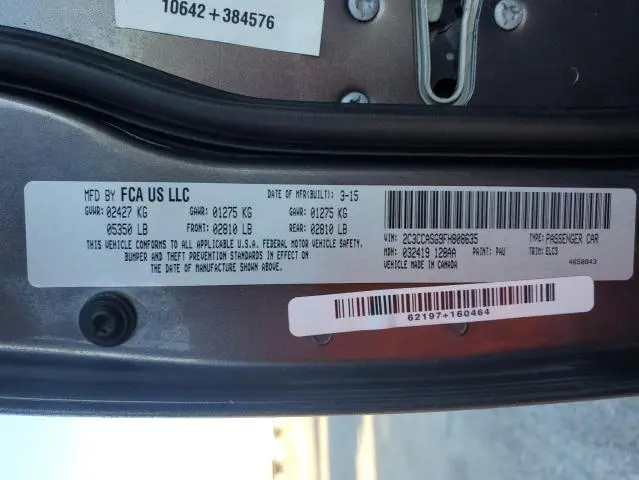 10642+384576
MFD BY FCA US LLC DATE OF MFR(BUILT): 3-15
GVWR: 02427 KG GAWR: 01275 KG GAWR: 01275 KG
05350 LB FRONT: 02810 LB REAR: 02810 LB
THIS VEHICLE CONFORMS TO ALL APPLICABLE U.S.A. FEDERAL MOTOR VEHICLE SAFETY,
BUMPER AND THEFT PREVENTION STANDARDS IN EFFECT ON THE
DATE OF MANUFACTURE SHOWN ABOVE.
VIN: 2C3CCASG9FH808635 TYPE: PASSENGER CAR
MDH: 032419 128AA PAINT: PAU TRIM: ELC3
VEHICLE MADE IN CANADA 4658843
62197+160464